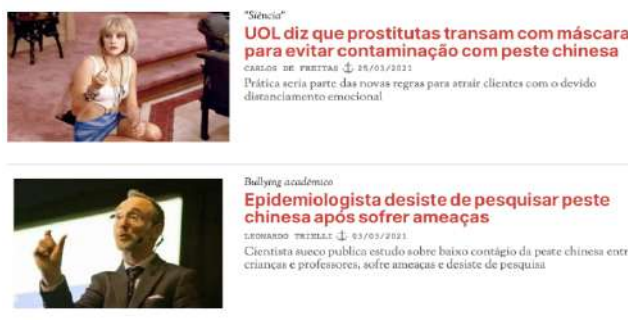 "Siência"
UOL diz que prostitutas transam com máscara
para evitar contaminação com peste chinesa
CARLOS DE FREITAS ⚓ 25/03/2021
Prática seria parte das novas regras para atrair clientes com o devido
distanciamento emocional
Bullying acadêmico
Epidemiologista desiste de pesquisar peste
chinesa após sofrer ameaças
LEONARDO TRIELLI ⚓ 03/03/2021
Cientista sueco publica estudo sobre baixo contágio da peste chinesa entr
crianças e professores, sofre ameaças e desiste de pesquisa